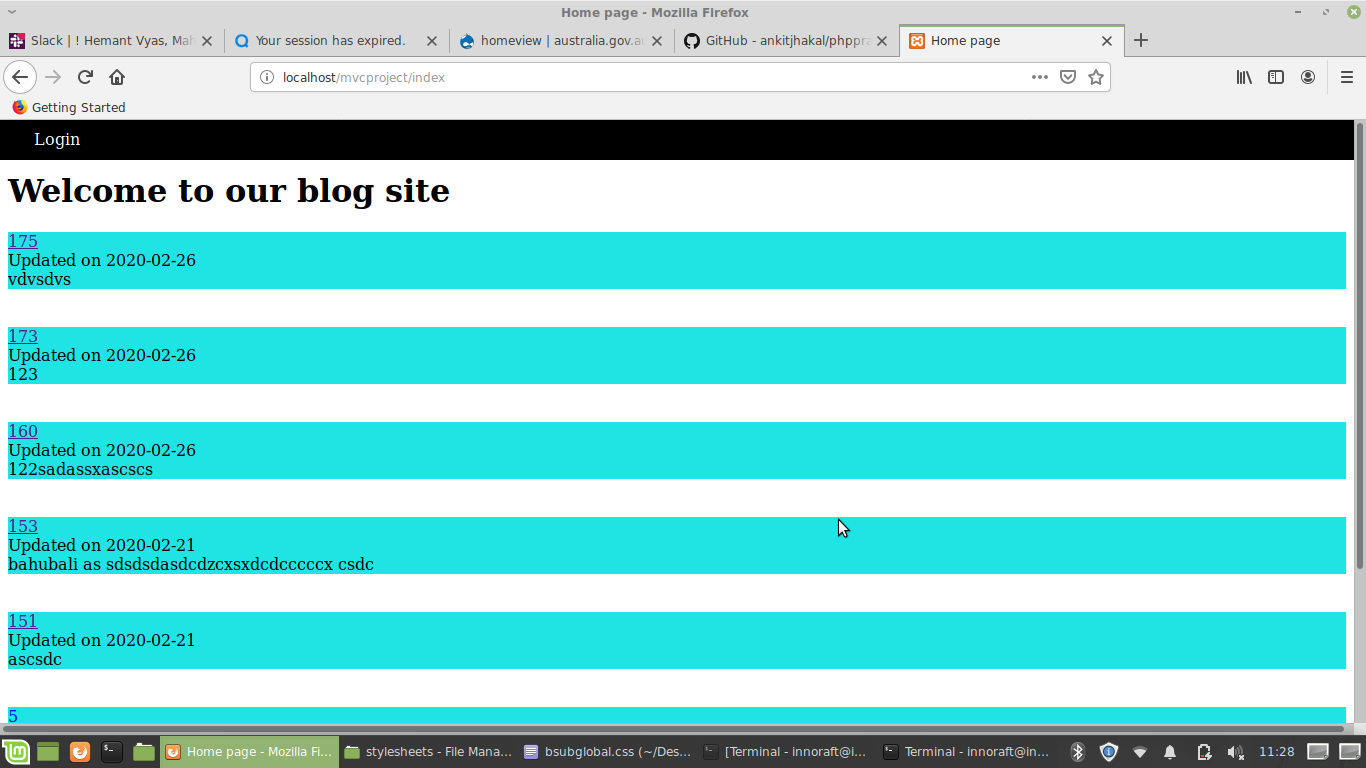 Home page - Mozilla Firefox
Slack | ! Hemant Vyas, Mah
Your session has expired.
homeview | australia.gov.au
GitHub - ankitjhakal/phppra
Home page
localhost/mvcproject/index
Getting Started
Login
Welcome to our blog site
175
Updated on 2020-02-26
vdvsdvs
173
Updated on 2020-02-26
123
160
Updated on 2020-02-26
122sadassxascscs
153
Updated on 2020-02-21
bahubali as sdsdsdasdcdzcxsxdcdcccccx csdc
151
Updated on 2020-02-21
ascsdc
5
Home page - Mozilla Fi...
stylesheets - File Mana...
bsubglobal.css (~/Des...
[Terminal - innoraft@i...
Terminal - innoraft@in...
11:28